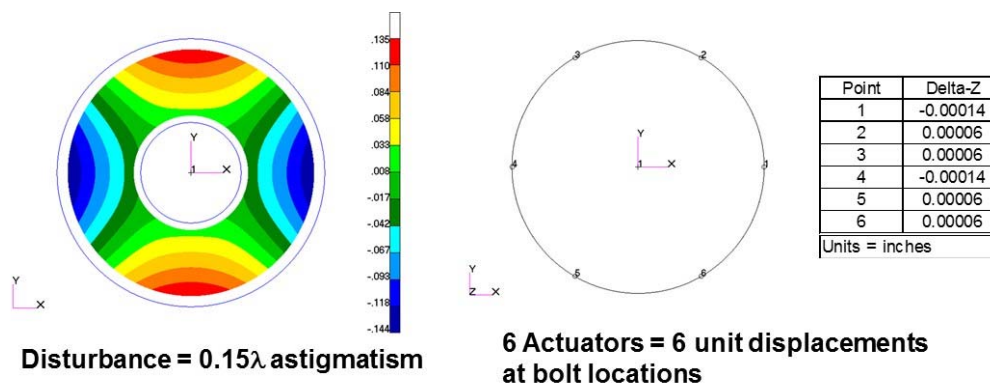 .135
.110
.084
.058
.033
.008
-.017
-.042
-.067
-.093
-.118
-.144
Y
1 X
Y
X
Disturbance = 0.15λ astigmatism
3 2
Y
4 1 X 1
5 6
Y
Z X
6 Actuators = 6 unit displacements
at bolt locations
Point Delta-Z
1 -0.00014
2 0.00006
3 0.00006
4 -0.00014
5 0.00006
6 0.00006
Units = inches